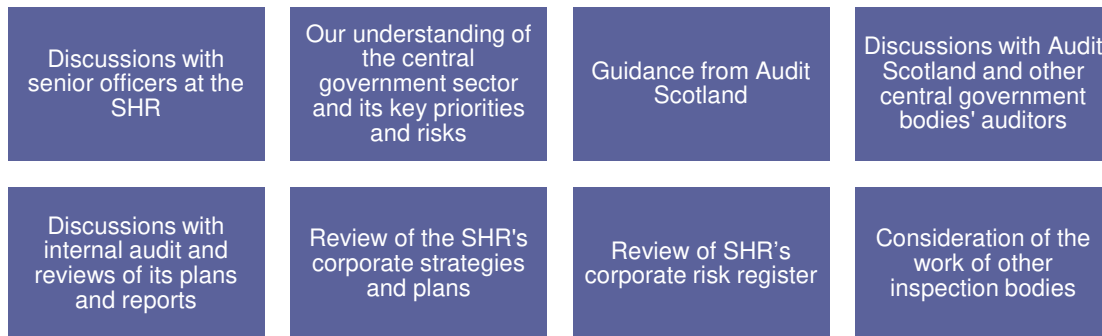 Discussions with
senior officers at the
SHR
Our understanding of
the central
government sector
and its key priorities
and risks
Guidance from Audit
Scotland
Discussions with Audit
Scotland and other
central government
bodies' auditors
Discussions with
internal audit and
reviews of its plans
and reports
Review of the SHR's
corporate strategies
and plans
Review of SHR’s
corporate risk register
Consideration of the
work of other
inspection bodies